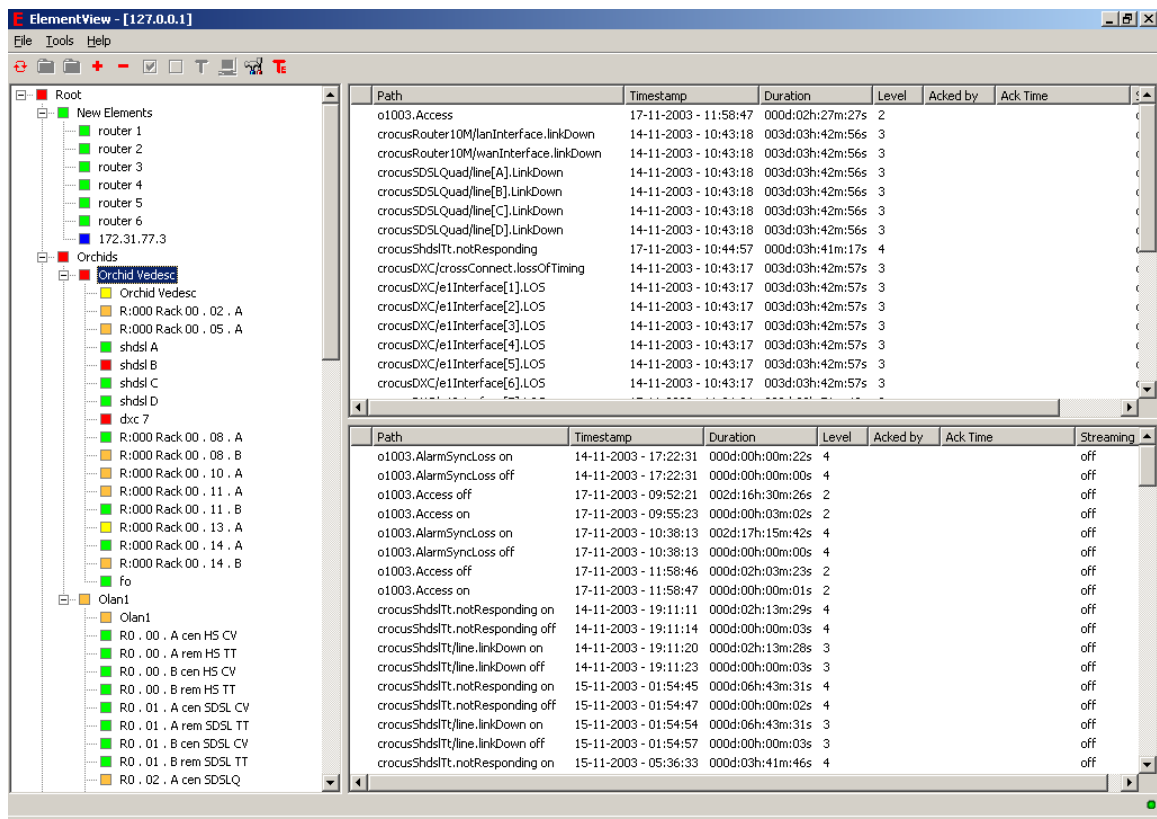 ElementView - [127.0.0.1]
File Tools Help
Root
New Elements
router 1
router 2
router 3
router 4
router 5
router 6
172.31.77.3
Orchids
Orchid Vedesc
Orchid Vedesc
R:000 Rack 00 . 02 . A
R:000 Rack 00 . 05 . A
shdsl A
shdsl B
shdsl C
shdsl D
dxc 7
R:000 Rack 00 . 08 . A
R:000 Rack 00 . 08 . B
R:000 Rack 00 . 10 . A
R:000 Rack 00 . 11 . A
R:000 Rack 00 . 11 . B
R:000 Rack 00 . 13 . A
R:000 Rack 00 . 14 . A
R:000 Rack 00 . 14 . B
fo
Olan1
Olan1
R0 . 00 . A cen HS CV
R0 . 00 . A rem HS TT
R0 . 00 . B cen HS CV
R0 . 00 . B rem HS TT
R0 . 01 . A cen SDSL CV
R0 . 01 . A rem SDSL TT
R0 . 01 . B cen SDSL CV
R0 . 01 . B rem SDSL TT
R0 . 02 . A cen SDSLQ
Path Timestamp Duration Level Acked by Ack Time
o1003.Access 17-11-2003 - 11:58:47 000d:02h:27m:27s 2
crocusRouter10M/lanInterface.linkDown 14-11-2003 - 10:43:18 003d:03h:42m:56s 3
crocusRouter10M/wanInterface.linkDown 14-11-2003 - 10:43:18 003d:03h:42m:56s 3
crocusSDSLQuad/line[A].LinkDown 14-11-2003 - 10:43:18 003d:03h:42m:56s 3
crocusSDSLQuad/line[B].LinkDown 14-11-2003 - 10:43:18 003d:03h:42m:56s 3
crocusSDSLQuad/line[C].LinkDown 14-11-2003 - 10:43:18 003d:03h:42m:56s 3
crocusSDSLQuad/line[D].LinkDown 14-11-2003 - 10:43:18 003d:03h:42m:56s 3
crocusShdslTt.notResponding 17-11-2003 - 10:44:57 000d:03h:41m:17s 4
crocusDXC/crossConnect.lossOfTiming 14-11-2003 - 10:43:17 003d:03h:42m:57s 3
crocusDXC/e1Interface[1].LOS 14-11-2003 - 10:43:17 003d:03h:42m:57s 3
crocusDXC/e1Interface[2].LOS 14-11-2003 - 10:43:17 003d:03h:42m:57s 3
crocusDXC/e1Interface[3].LOS 14-11-2003 - 10:43:17 003d:03h:42m:57s 3
crocusDXC/e1Interface[4].LOS 14-11-2003 - 10:43:17 003d:03h:42m:57s 3
crocusDXC/e1Interface[5].LOS 14-11-2003 - 10:43:17 003d:03h:42m:57s 3
crocusDXC/e1Interface[6].LOS 14-11-2003 - 10:43:17 003d:03h:42m:57s 3
Path Timestamp Duration Level Acked by Ack Time Streaming
o1003.AlarmSyncLoss on 14-11-2003 - 17:22:31 000d:00h:00m:22s 4 off
o1003.AlarmSyncLoss off 14-11-2003 - 17:22:31 000d:00h:00m:00s 4 off
o1003.Access off 17-11-2003 - 09:52:21 002d:16h:30m:26s 2 off
o1003.Access on 17-11-2003 - 09:55:23 000d:00h:03m:02s 2 off
o1003.AlarmSyncLoss on 17-11-2003 - 10:38:13 002d:17h:15m:42s 4 off
o1003.AlarmSyncLoss off 17-11-2003 - 10:38:13 000d:00h:00m:00s 4 off
o1003.Access off 17-11-2003 - 11:58:46 000d:02h:03m:23s 2 off
o1003.Access on 17-11-2003 - 11:58:47 000d:00h:00m:01s 2 off
crocusShdslTt.notResponding on 14-11-2003 - 19:11:11 000d:02h:13m:29s 4 off
crocusShdslTt.notResponding off 14-11-2003 - 19:11:14 000d:00h:00m:03s 4 off
crocusShdslTt/line.linkDown on 14-11-2003 - 19:11:20 000d:02h:13m:28s 3 off
crocusShdslTt/line.linkDown off 14-11-2003 - 19:11:23 000d:00h:00m:03s 3 off
crocusShdslTt.notResponding on 15-11-2003 - 01:54:45 000d:06h:43m:31s 4 off
crocusShdslTt.notResponding off 15-11-2003 - 01:54:47 000d:00h:00m:02s 4 off
crocusShdslTt/line.linkDown on 15-11-2003 - 01:54:54 000d:06h:43m:31s 3 off
crocusShdslTt/line.linkDown off 15-11-2003 - 01:54:57 000d:00h:00m:03s 3 off
crocusShdslTt.notResponding on 15-11-2003 - 05:36:33 000d:03h:41m:46s 4 off